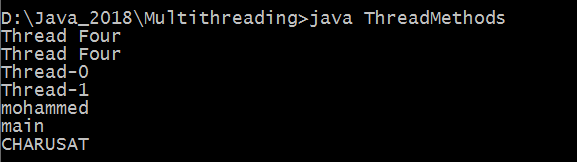 D:\Java_2018\Multithreading>java ThreadMethods
Thread Four
Thread Four
Thread-0
Thread-1
mohammed
main
CHARUSAT